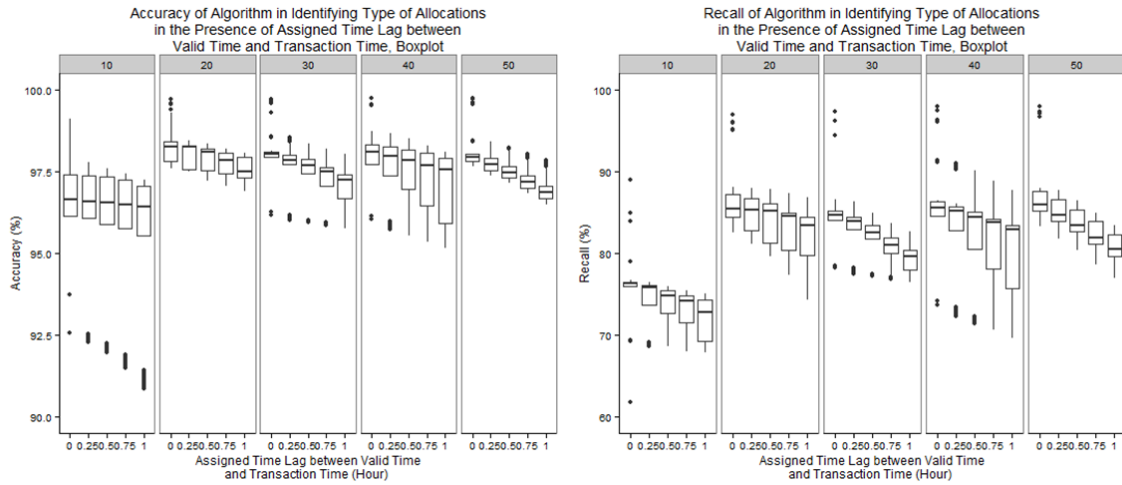 Accuracy of Algorithm in Identifying Type of Allocations
in the Presence of Assigned Time Lag between
Valid Time and Transaction Time, Boxplot
10 20 30 40 50
Accuracy (%)
100.0
97.5
95.0
92.5
90.0
0 0.250.50.75 1 0 0.250.50.75 1 0 0.250.50.75 1 0 0.250.50.75 1 0 0.250.50.75 1
Assigned Time Lag between Valid Time
and Transaction Time (Hour)
Recall of Algorithm in Identifying Type of Allocations
in the Presence of Assigned Time Lag between
Valid Time and Transaction Time, Boxplot
10 20 30 40 50
Recall (%)
100
90
80
70
60
0 0.250.50.75 1 0 0.250.50.75 1 0 0.250.50.75 1 0 0.250.50.75 1 0 0.250.50.75 1
Assigned Time Lag between Valid Time
and Transaction Time (Hour)